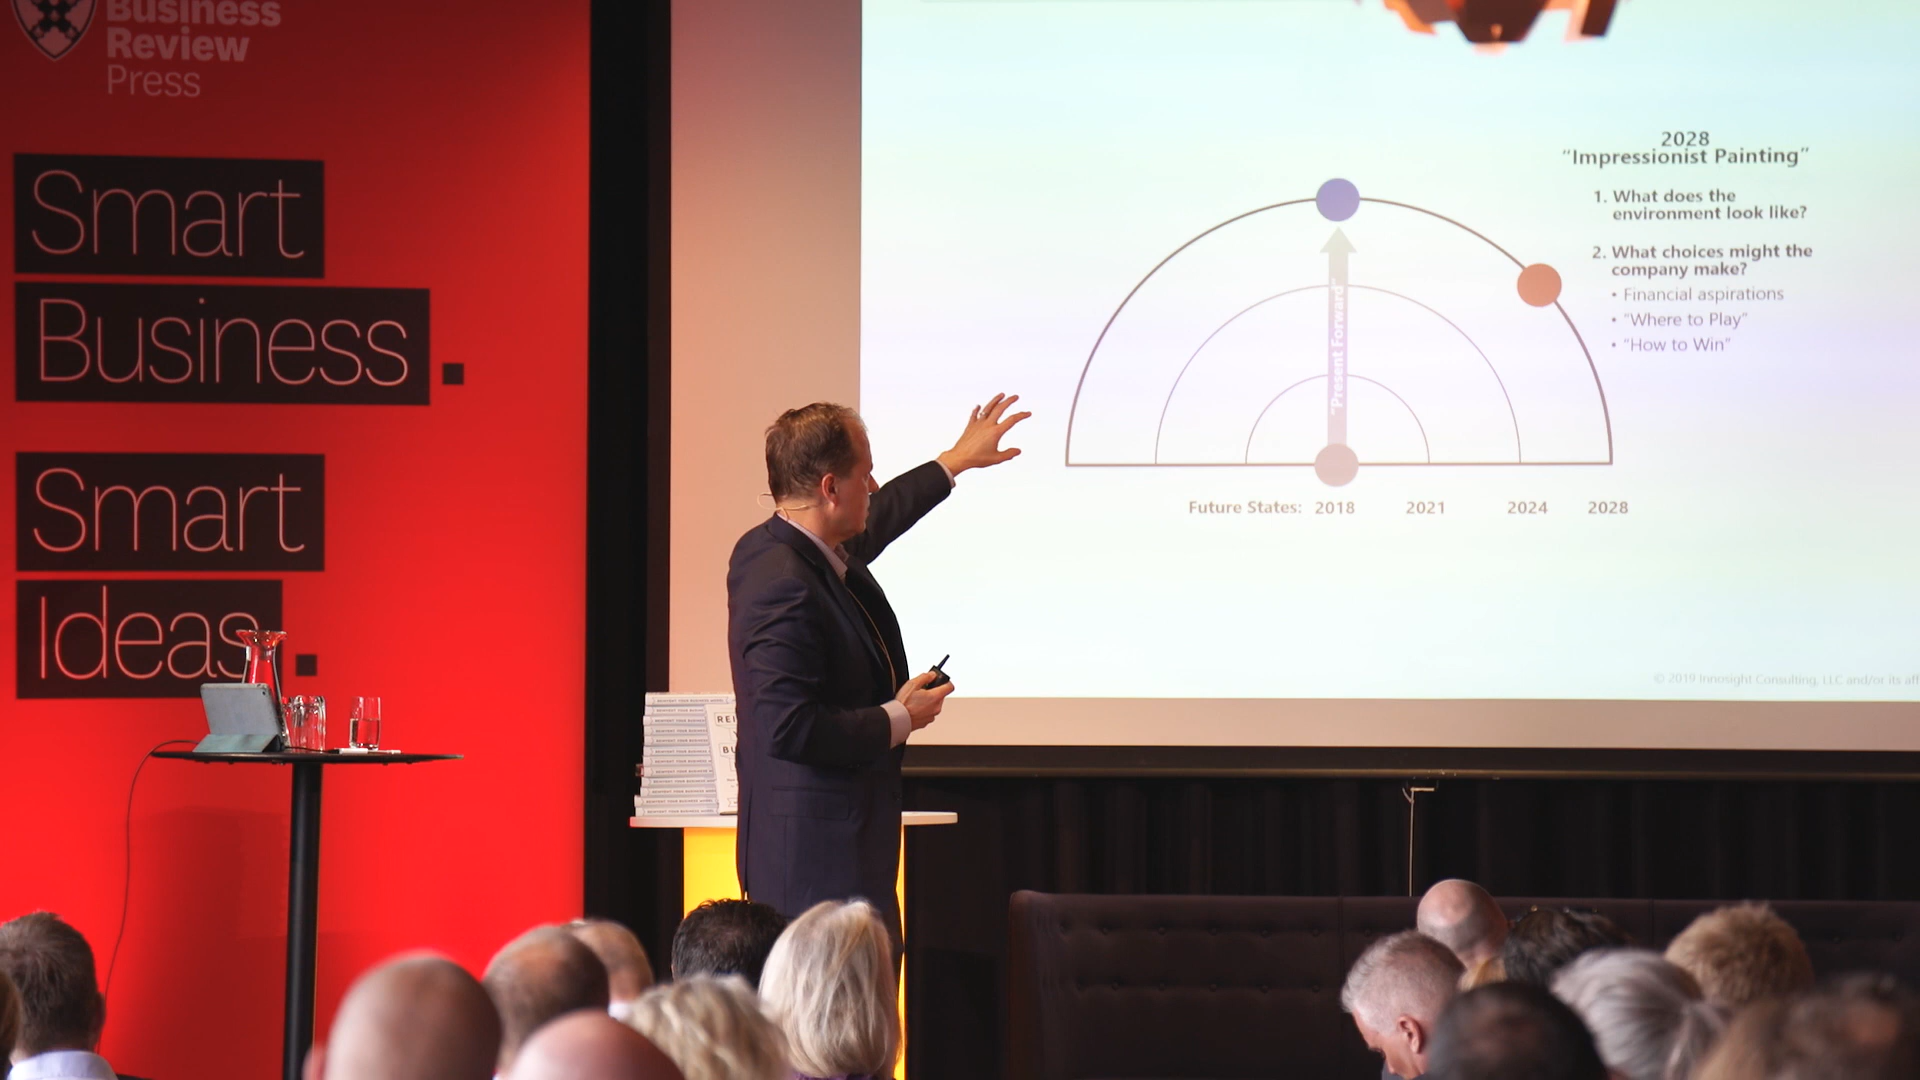 Business
Review
Press
Smart
Business.
Smart
Ideas.
2028
“Impressionist Painting”
1. What does the
environment look like?
2. What choices might the
company make?
• Financial aspirations
• “Where to Play”
• “How to Win”
“Present Forward”
Future States: 2018 2021 2024 2028
© 2019 Innosight Consulting, LLC and/or its